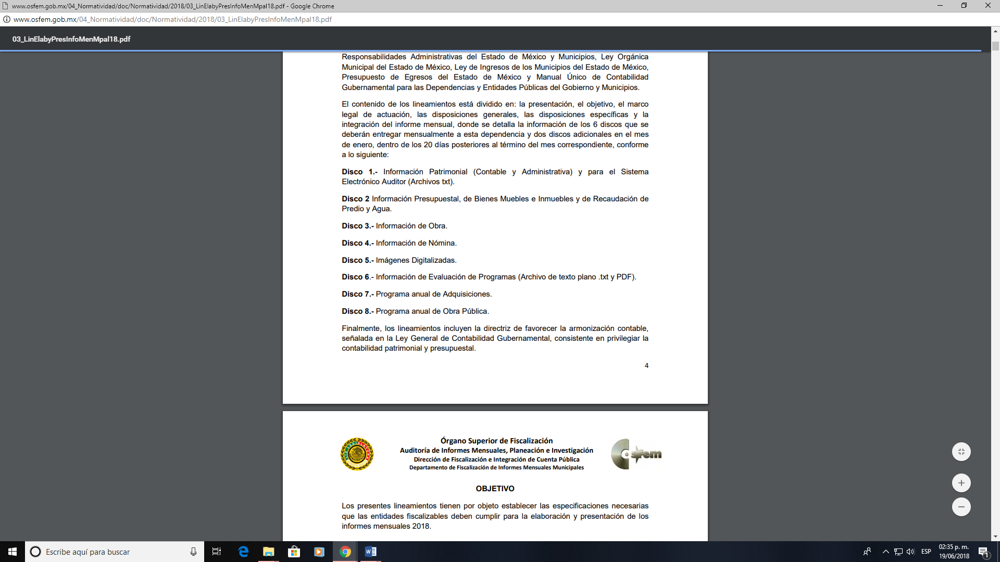 www.osfem.gob.mx/04_Normatividad/doc/Normatividad/2018/03_LinElabyPresInfoMenMpal18.pdf - Google Chrome
www.osfem.gob.mx/04_Normatividad/doc/Normatividad/2018/03_LinElabyPresInfoMenMpal18.pdf
03_LinElabyPresInfoMenMpal18.pdf
Responsabilidades Administrativas del Estado de México y Municipios, Ley Orgánica
Municipal del Estado de México, Ley de Ingresos de los Municipios del Estado de México,
Presupuesto de Egresos del Estado de México y Manual Único de Contabilidad
Gubernamental para las Dependencias y Entidades Públicas del Gobierno y Municipios.
El contenido de los lineamientos está dividido en: la presentación, el objetivo, el marco
legal de actuación, las disposiciones generales, las disposiciones específicas y la
integración del informe mensual, donde se detalla la información de los 6 discos que se
deberán entregar mensualmente a esta dependencia y dos discos adicionales en el mes
de enero, dentro de los 20 días posteriores al término del mes correspondiente, conforme
a lo siguiente:
Disco 1.- Información Patrimonial (Contable y Administrativa) y para el Sistema
Electrónico Auditor (Archivos txt).
Disco 2 Información Presupuestal, de Bienes Muebles e Inmuebles y de Recaudación de
Predio y Agua.
Disco 3.- Información de Obra.
Disco 4.- Información de Nómina.
Disco 5.- Imágenes Digitalizadas.
Disco 6.- Información de Evaluación de Programas (Archivo de texto plano .txt y PDF).
Disco 7.- Programa anual de Adquisiciones.
Disco 8.- Programa anual de Obra Pública.
Finalmente, los lineamientos incluyen la directriz de favorecer la armonización contable,
señalada en la Ley General de Contabilidad Gubernamental, consistente en privilegiar la
contabilidad patrimonial y presupuestal.
4
Órgano Superior de Fiscalización
Auditoría de Informes Mensuales, Planeación e Investigación
Dirección de Fiscalización e Integración de Cuenta Pública
Departamento de Fiscalización de Informes Mensuales Municipales
osfem
OBJETIVO
Los presentes lineamientos tienen por objeto establecer las especificaciones necesarias
que las entidades fiscalizables deben cumplir para la elaboración y presentación de los
informes mensuales 2018.
Escribe aquí para buscar
ESP
02:35 p. m.
19/06/2018
1